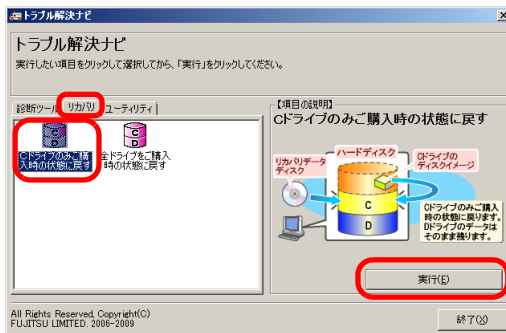 トラブル解決ナビ
トラブル解決ナビ
実行したい項目をクリックして選択してから、「実行」をクリックしてください。
診断ツール
リカバリ
ユーティリティ
C
D
Cドライブのみご購
入時の状態に戻す
C
D
全ドライブをご購入
時の状態に戻す
【項目の説明】
Cドライブのみご購入時の状態に戻す
リカバリデータ
ディスク
ハードディスク
Cドライブの
ディスクイメージ
C
D
Cドライブのみご購入
時の状態に戻ります。
Dドライブのデータは
そのまま残ります。
実行(E)
All Rights Reserved, Copyright(C)
FUJITSU LIMITED. 2006-2009
終了(X)